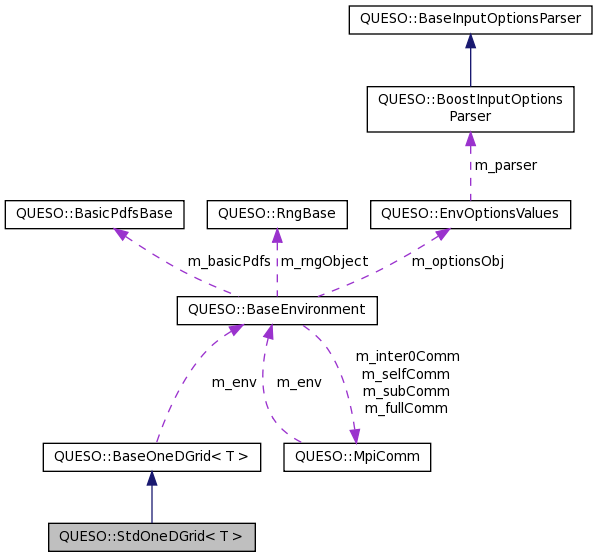 QUESO::BaseInputOptionsParser
QUESO::BoostInputOptions
Parser
m_parser
QUESO::BasicPdfsBase
QUESO::RngBase
QUESO::EnvOptionsValues
m_basicPdfs
m_rngObject
m_optionsObj
QUESO::BaseEnvironment
m_env
m_env
m_inter0Comm
m_selfComm
m_subComm
m_fullComm
QUESO::BaseOneDGrid< T >
QUESO::MpiComm
QUESO::StdOneDGrid< T >